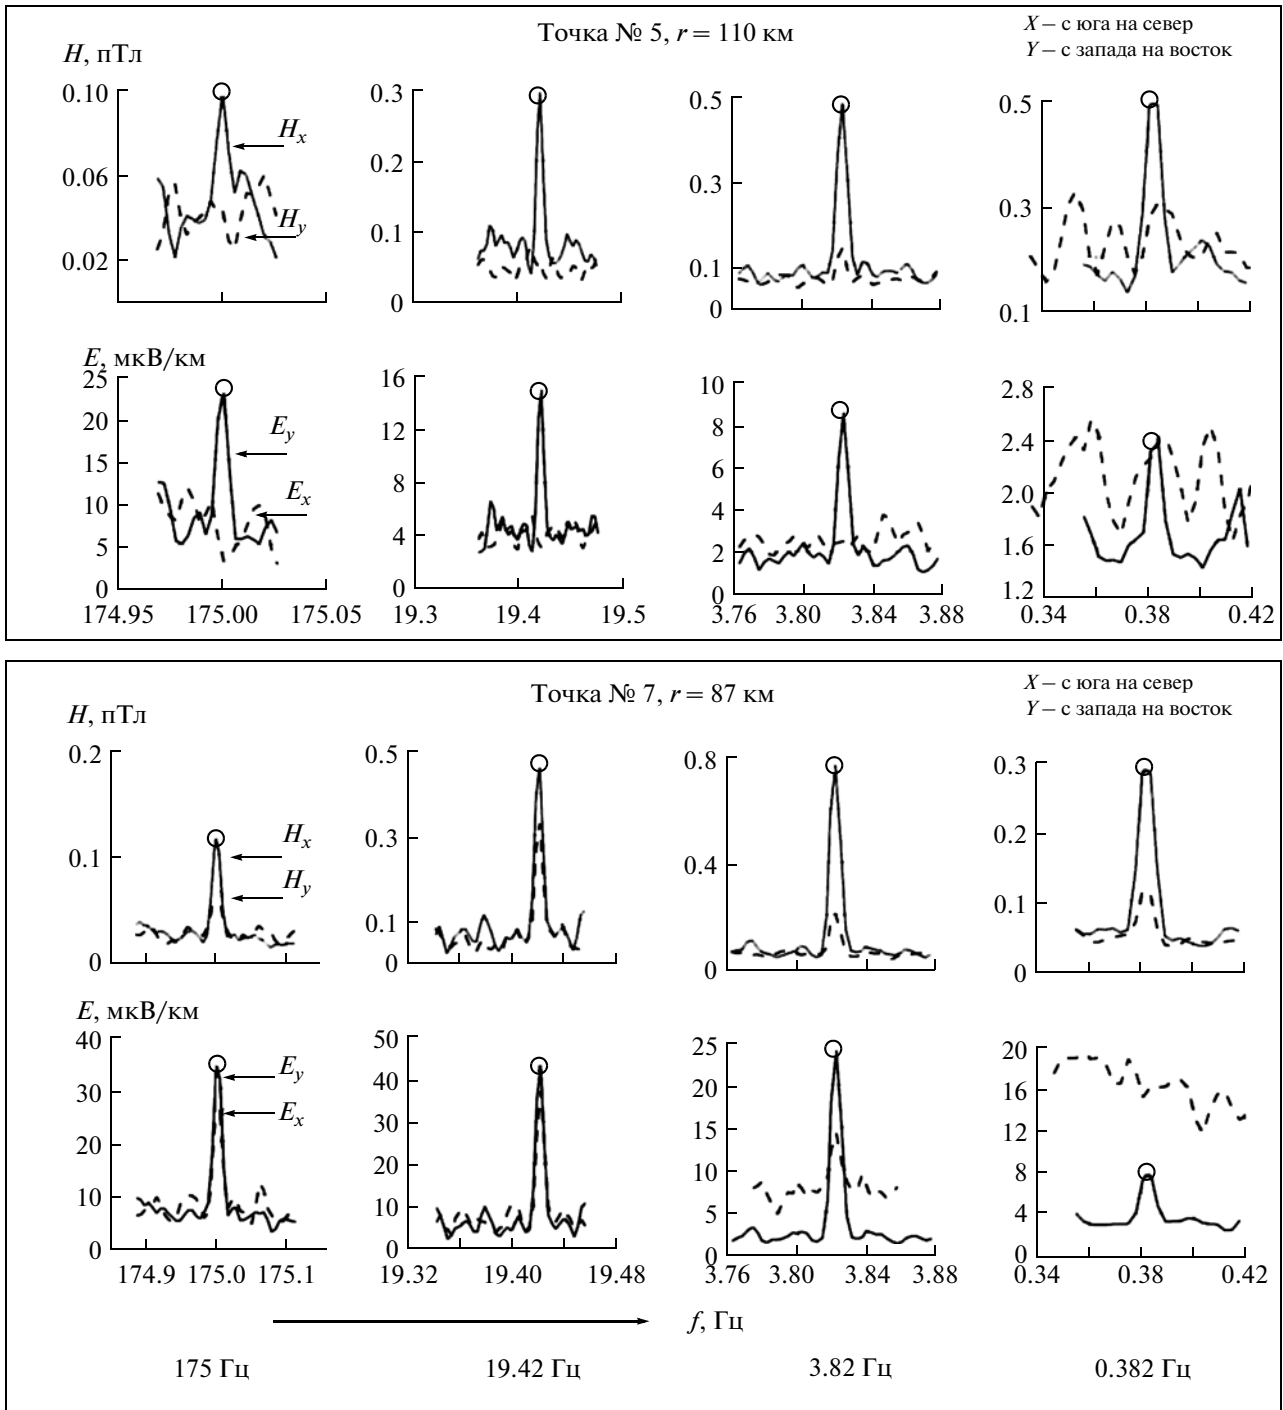 Точка № 5, r = 110 км
X – с юга на север
Y – с запада на восток
H, пТл
0.10
0.06
0.02
Hx
Hy
0.3
0.2
0.1
0
0.5
0.3
0.1
0
0.5
0.3
0.1
E, мкВ/км
25
20
15
10
5
0
Ey
Ex
174.95 175.00 175.05
16
12
8
4
0
19.3 19.4 19.5
10
8
6
4
2
0
3.76 3.80 3.84 3.88
2.8
2.4
2.0
1.6
1.2
0.34 0.38 0.42
Точка № 7, r = 87 км
X – с юга на север
Y – с запада на восток
H, пТл
0.2
0.1
0
Hx
Hy
0.5
0.3
0.1
0
0.8
0.4
0
0.3
0.2
0.1
0
E, мкВ/км
40
30
20
10
0
Ey
Ex
174.9 175.0 175.1
50
40
30
20
10
0
19.32 19.40 19.48
25
20
15
10
5
0
3.76 3.80 3.84 3.88
20
16
12
8
4
0
0.34 0.38 0.42
f, Гц
175 Гц 19.42 Гц 3.82 Гц 0.382 Гц